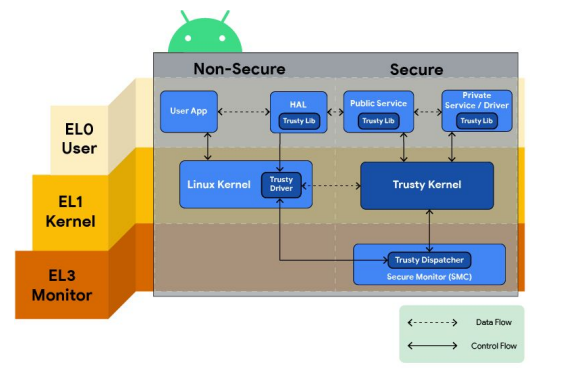 Non-Secure
Secure
EL0
User
User App
HAL
Trusty Lib
Public Service
Trusty Lib
Private
Service / Driver
Trusty Lib
EL1
Kernel
Linux Kernel
Trusty
Driver
Trusty Kernel
EL3
Monitor
Trusty Dispatcher
Secure Monitor (SMC)
Data Flow
Control Flow